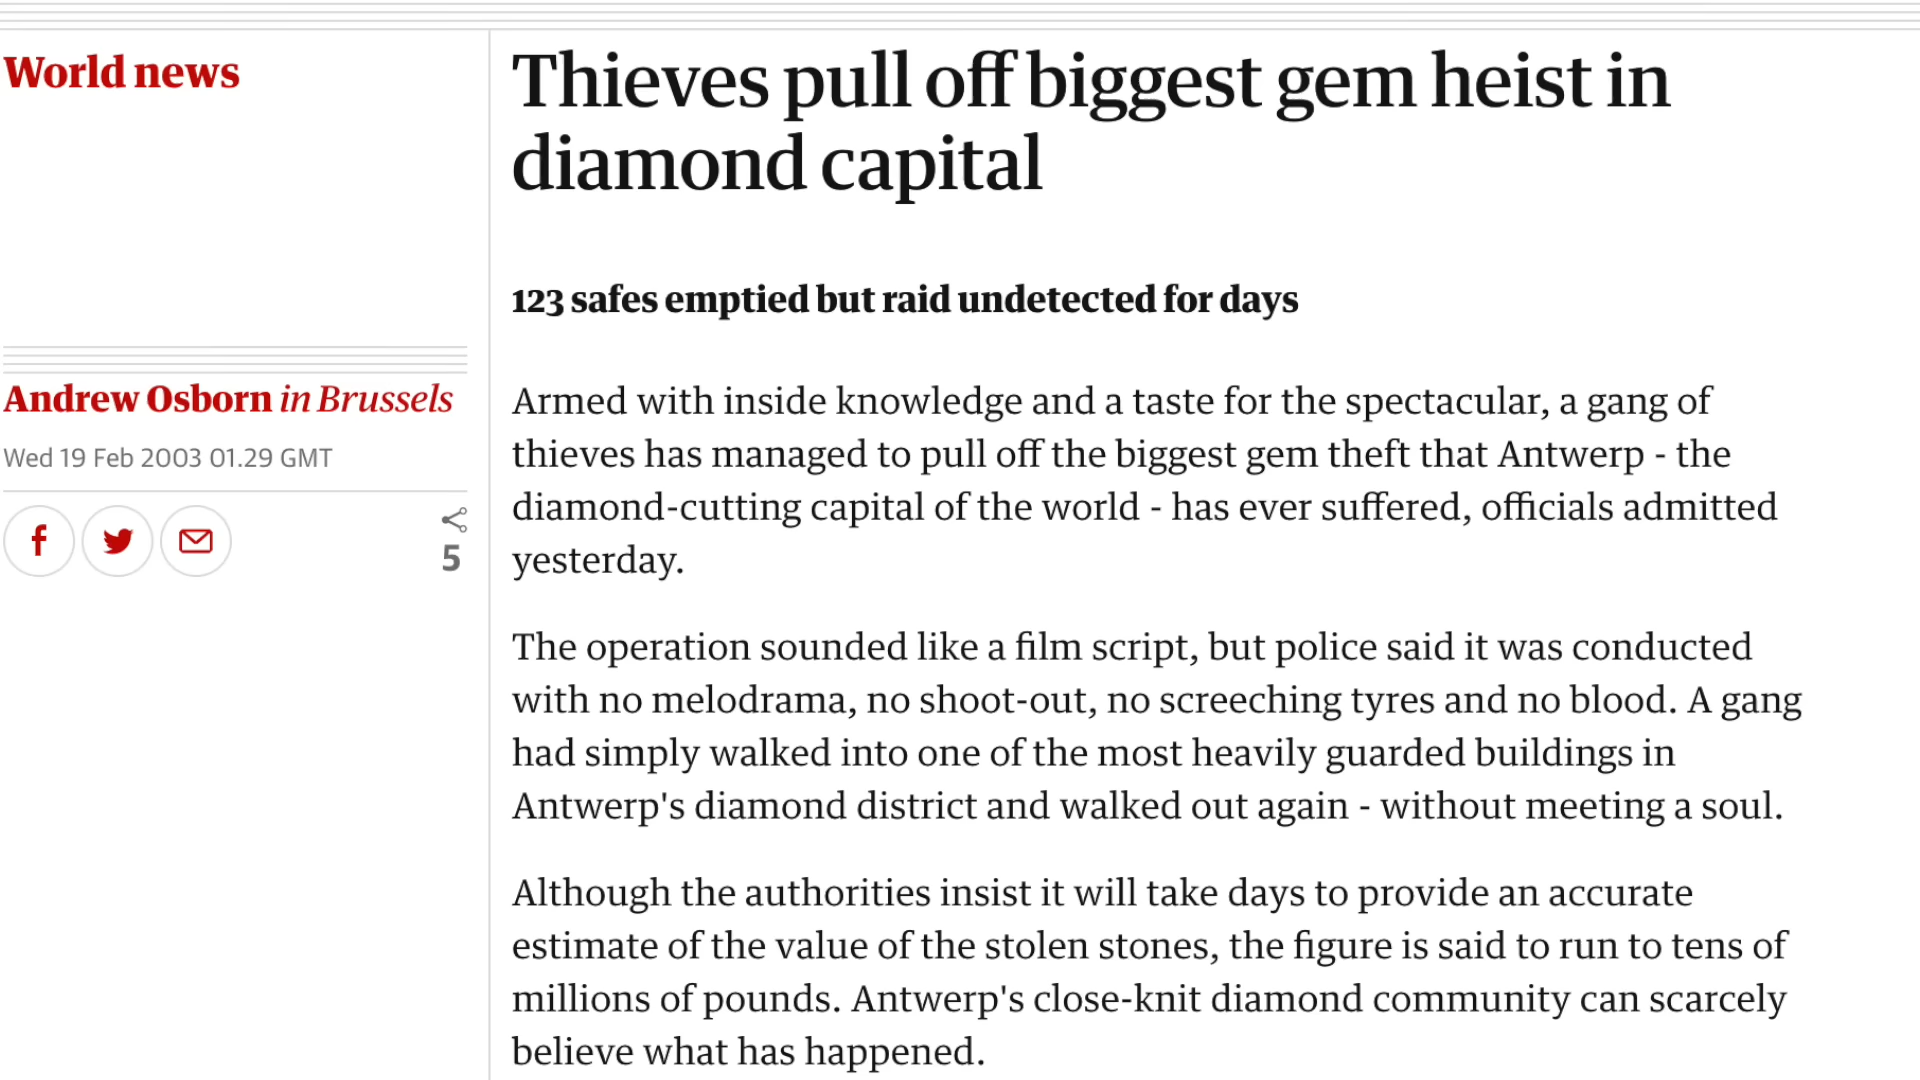 World news
Thieves pull off biggest gem heist in
diamond capital
123 safes emptied but raid undetected for days
Andrew Osborn in Brussels
Wed 19 Feb 2003 01.29 GMT
5
Armed with inside knowledge and a taste for the spectacular, a gang of
thieves has managed to pull off the biggest gem theft that Antwerp - the
diamond-cutting capital of the world - has ever suffered, officials admitted
yesterday.
The operation sounded like a film script, but police said it was conducted
with no melodrama, no shoot-out, no screeching tyres and no blood. A gang
had simply walked into one of the most heavily guarded buildings in
Antwerp's diamond district and walked out again - without meeting a soul.
Although the authorities insist it will take days to provide an accurate
estimate of the value of the stolen stones, the figure is said to run to tens of
millions of pounds. Antwerp's close-knit diamond community can scarcely
believe what has happened.